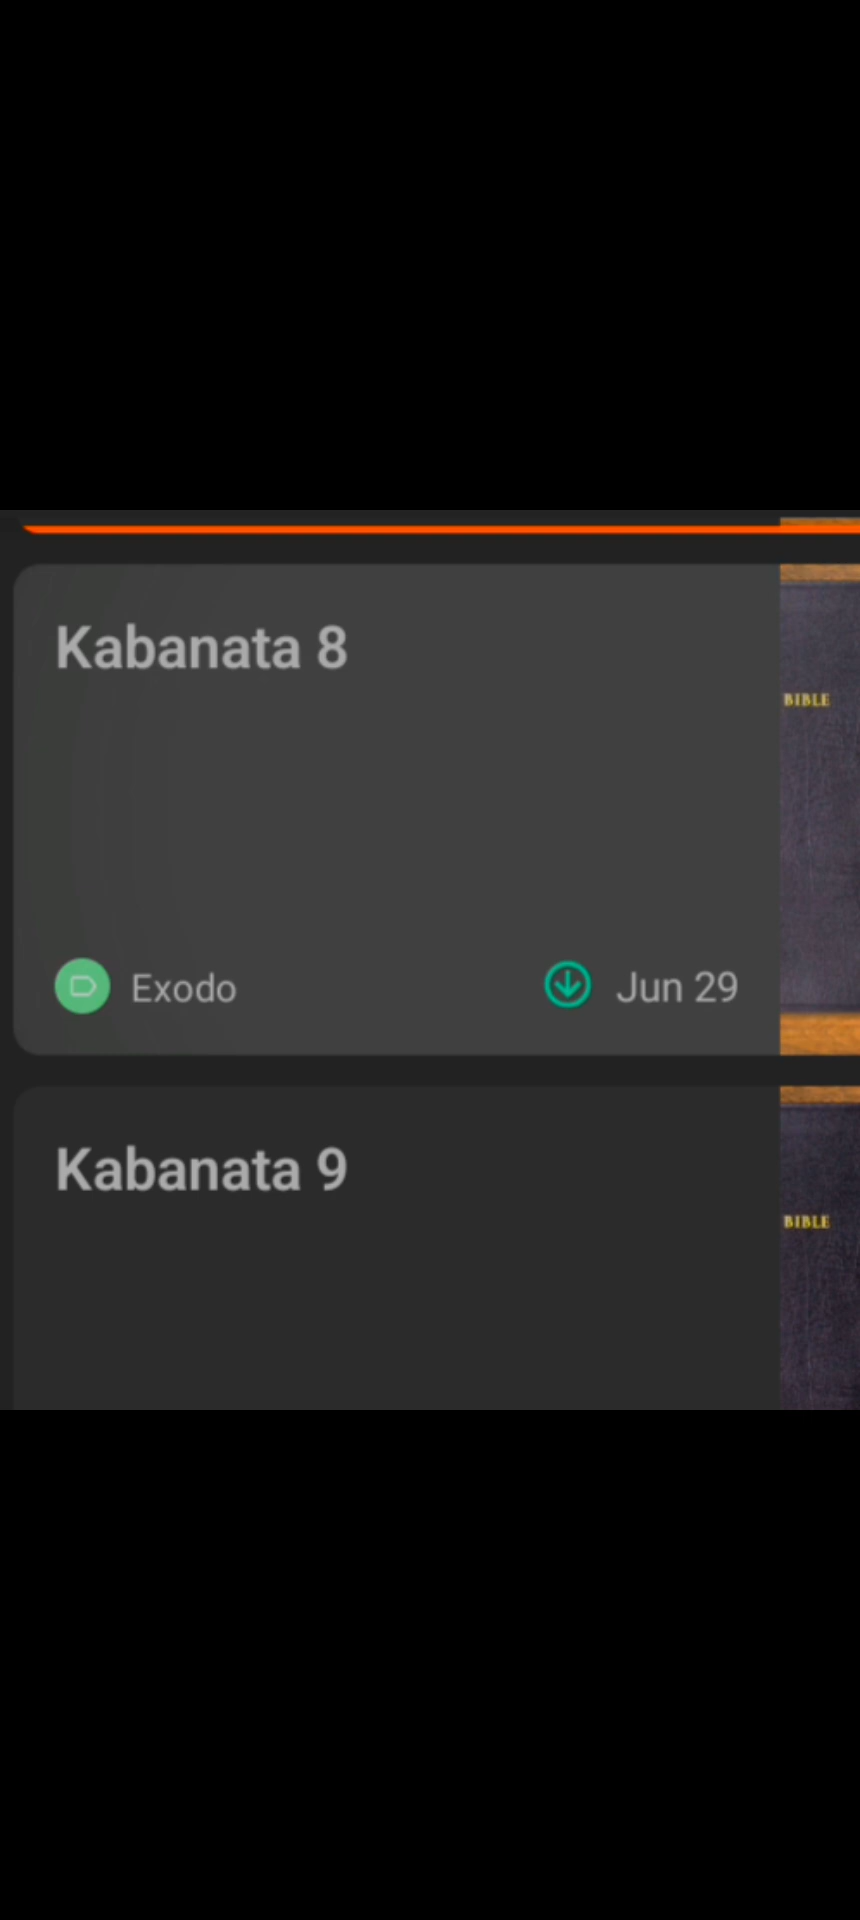 Kabanata 8
BIBLE
Exodo
Jun 29
Kabanata 9
BIBLE